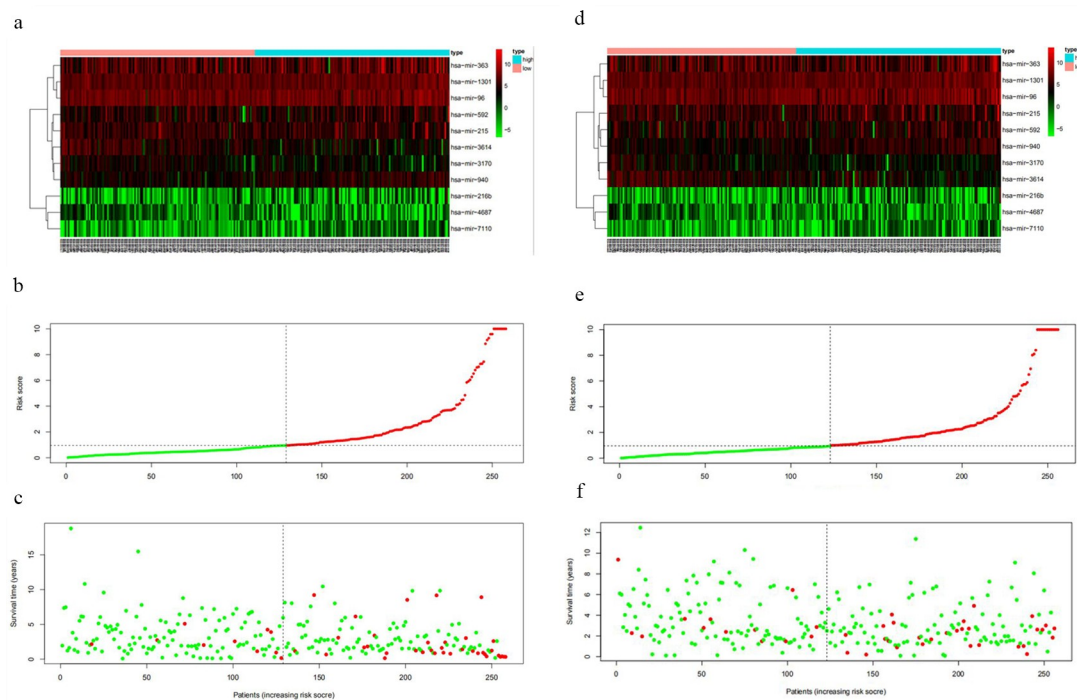 a
type
type
high
low
10
5
0
−5
hsa−mir−363
hsa−mir−1301
hsa−mir−96
hsa−mir−592
hsa−mir−215
hsa−mir−3614
hsa−mir−3170
hsa−mir−940
hsa−mir−216b
hsa−mir−4687
hsa−mir−7110
b
Risk score
10
8
6
4
2
0
0 50 100 150 200 250
c
Survival time (years)
15
10
5
0
0 50 100 150 200 250
Patients (increasing risk socre)
d
type
type
10
5
0
−5
hsa−mir−363
hsa−mir−1301
hsa−mir−96
hsa−mir−215
hsa−mir−592
hsa−mir−940
hsa−mir−3170
hsa−mir−3614
hsa−mir−216b
hsa−mir−4687
hsa−mir−7110
e
Risk score
10
8
6
4
2
0
0 50 100 150 200 250
f
Survival time (years)
12
10
8
6
4
2
0
0 50 100 150 200 250
Patients (increasing risk socre)